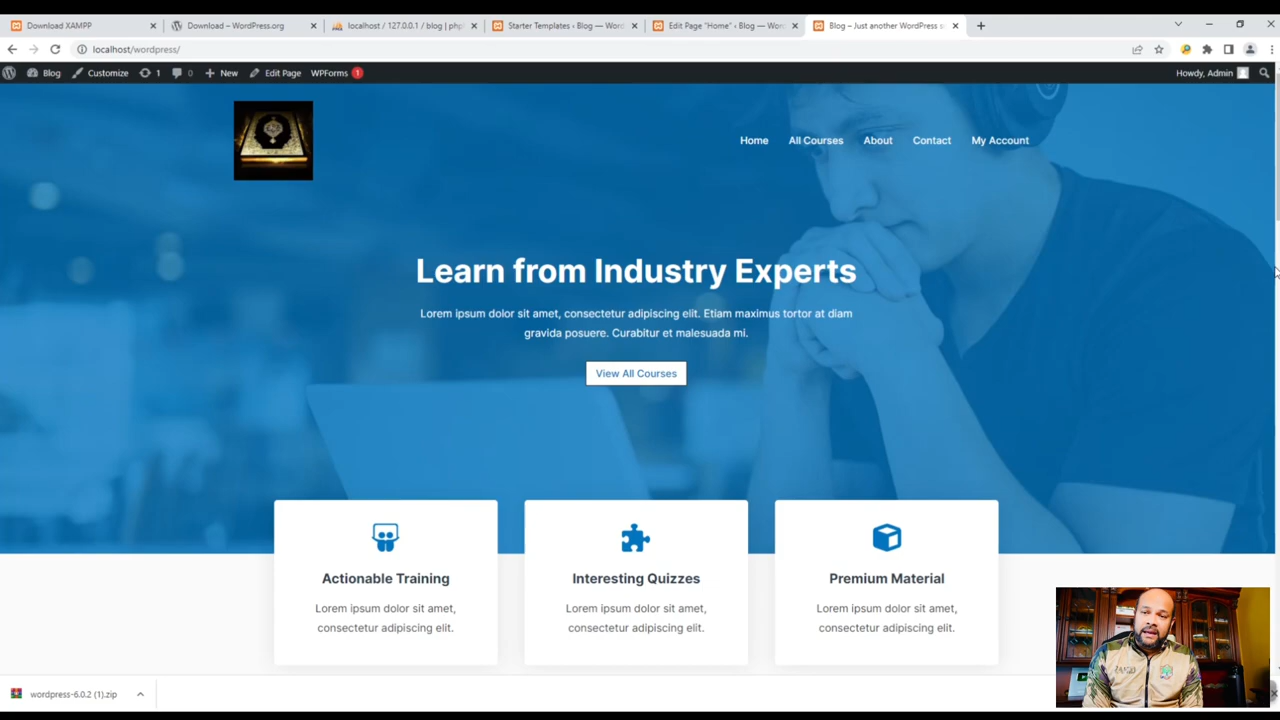 Download XAMPP
Download – WordPress.org
localhost / 127.0.0.1 / blog | php
Starter Templates ‹ Blog — Word
Edit Page "Home" ‹ Blog — Wor
Blog – Just another WordPress s
localhost/wordpress/
Blog
Customize
1
0
New
Edit Page
WPForms
1
Howdy, Admin
Home
All Courses
About
Contact
My Account
Learn from Industry Experts
Lorem ipsum dolor sit amet, consectetur adipiscing elit. Etiam maximus tortor at diam
gravida posuere. Curabitur et malesuada mi.
View All Courses
Actionable Training
Lorem ipsum dolor sit amet,
consectetur adipiscing elit.
Interesting Quizzes
Lorem ipsum dolor sit amet,
consectetur adipiscing elit.
Premium Material
Lorem ipsum dolor sit amet,
consectetur adipiscing elit.
wordpress-6.0.2 (1).zip